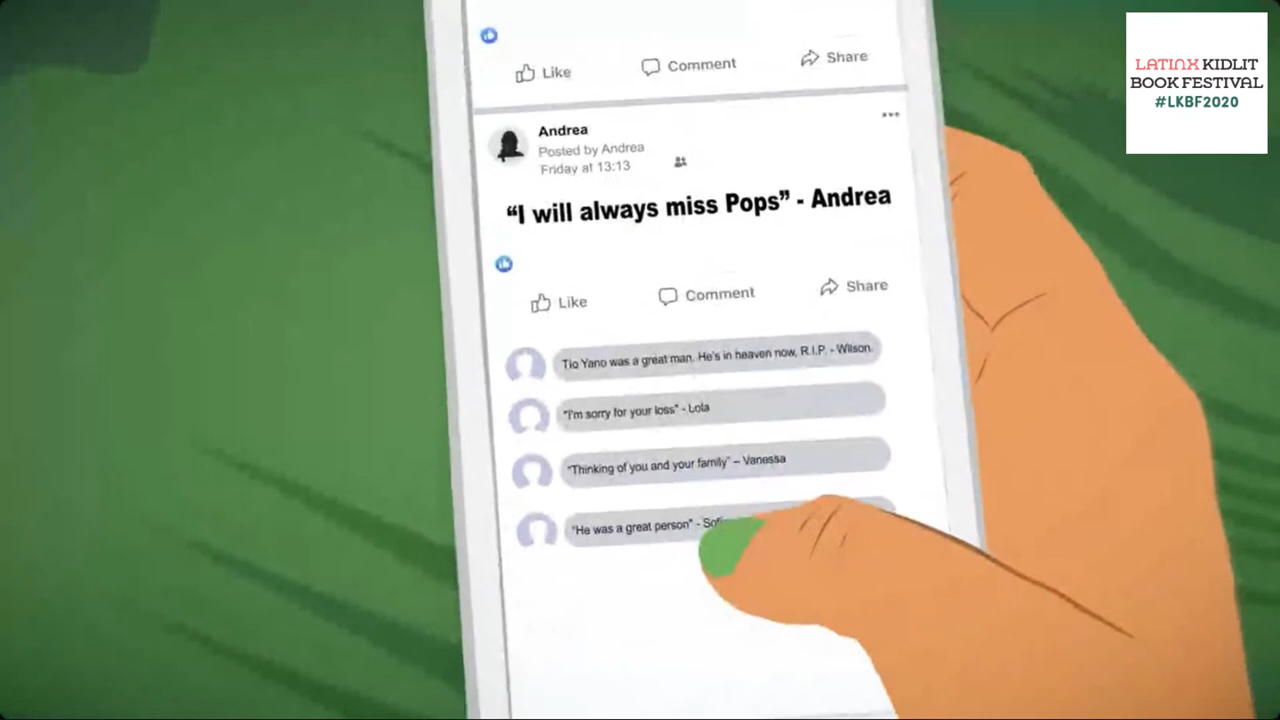 Like Comment Share
Andrea
Posted by Andrea
Friday at 13:13
“I will always miss Pops” - Andrea
Like Comment Share
Tio Yano was a great man. He's in heaven now, R.I.P. - Wilson.
"I'm sorry for your loss" - Lola
"Thinking of you and your family" – Vanessa
"He was a great person" -
LATINX KIDLIT
BOOK FESTIVAL
#LKBF2020